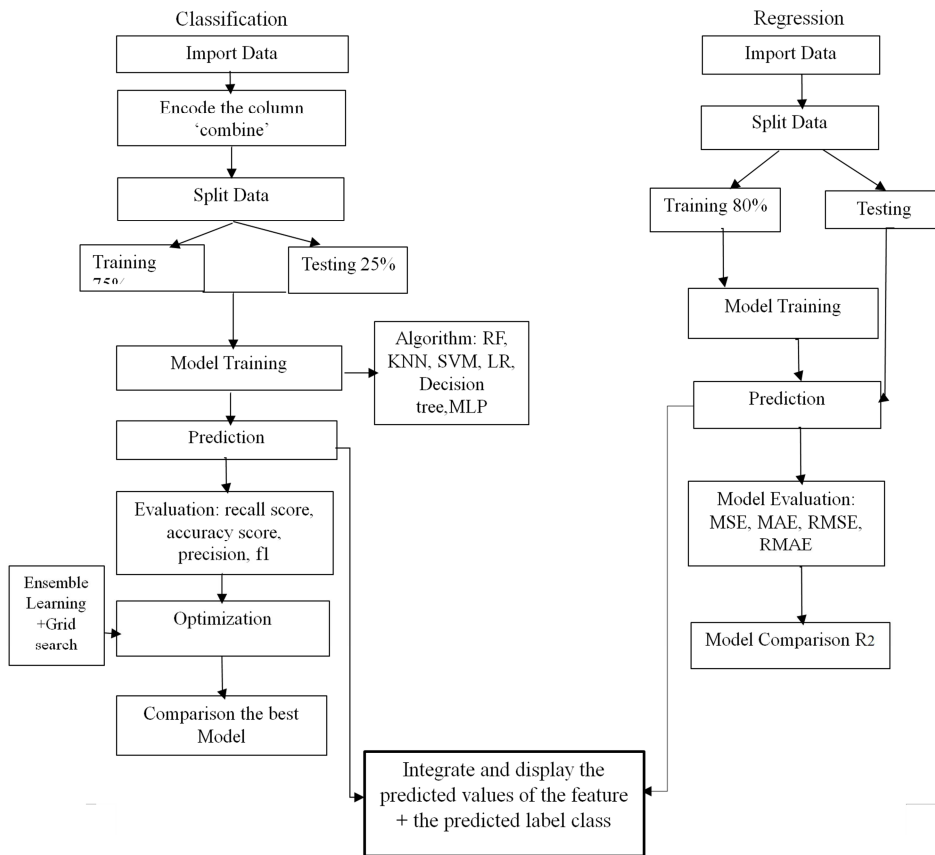 Classification
Import Data
Encode the column
‘combine’
Split Data
Training
75%
Testing 25%
Model Training
Algorithm: RF,
KNN, SVM, LR,
Decision
tree,MLP
Prediction
Evaluation: recall score,
accuracy score,
precision, f1
Ensemble
Learning
+Grid
search
Optimization
Comparison the best
Model
Regression
Import Data
Split Data
Training 80%
Testing
Model Training
Prediction
Model Evaluation:
MSE, MAE, RMSE,
RMAE
Model Comparison R2
Integrate and display the
predicted values of the feature
+ the predicted label class